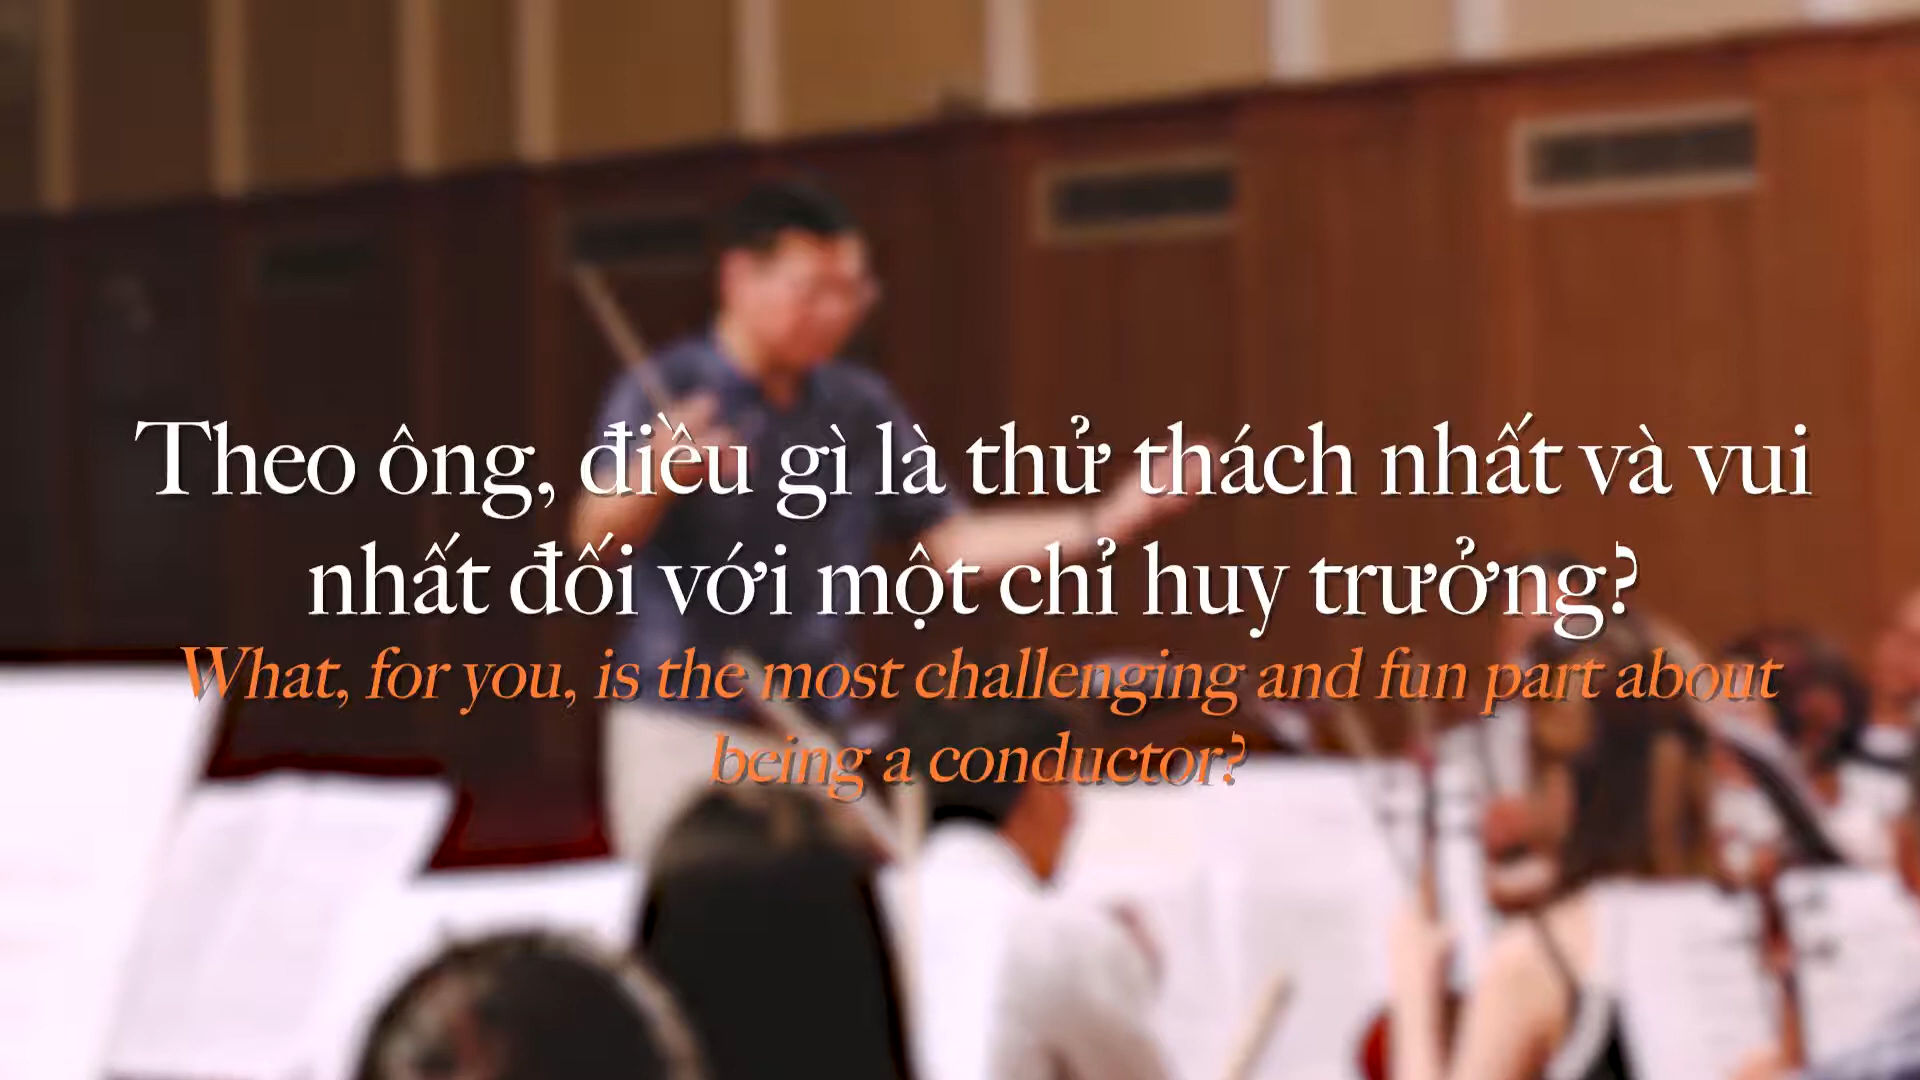 Theo ông, điều gì là thử thách nhất và vui
nhất đối với một chỉ huy trưởng?
What, for you, is the most challenging and fun part about
being a conductor?